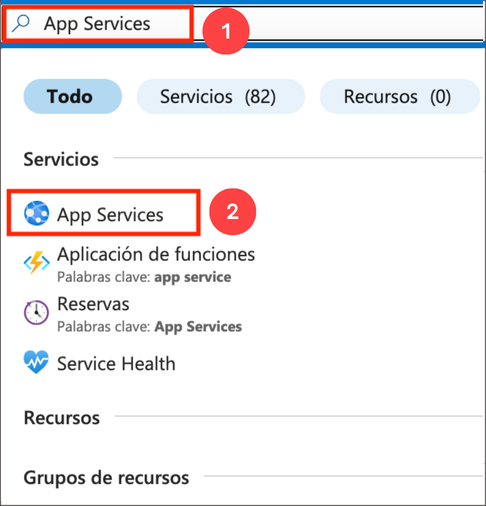 App Services
1
Todo
Servicios (82)
Recursos (0)
Servicios
App Services
2
Aplicación de funciones
Palabras clave: app service
Reservas
Palabras clave: App Services
Service Health
Recursos
Grupos de recursos